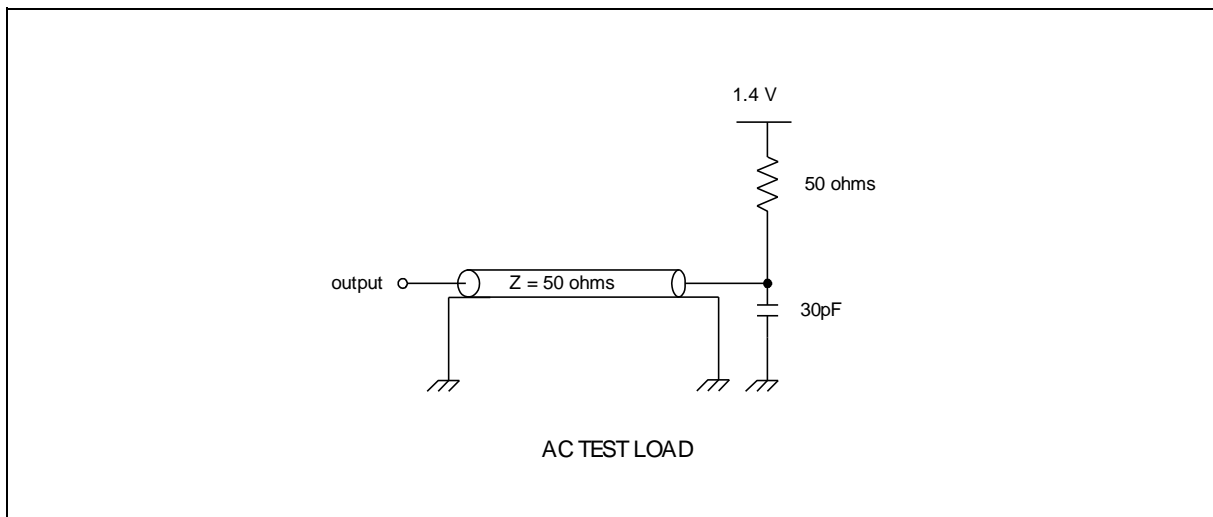 1.4 V
50 ohms
output
Z = 50 ohms
30pF
AC TEST LOAD